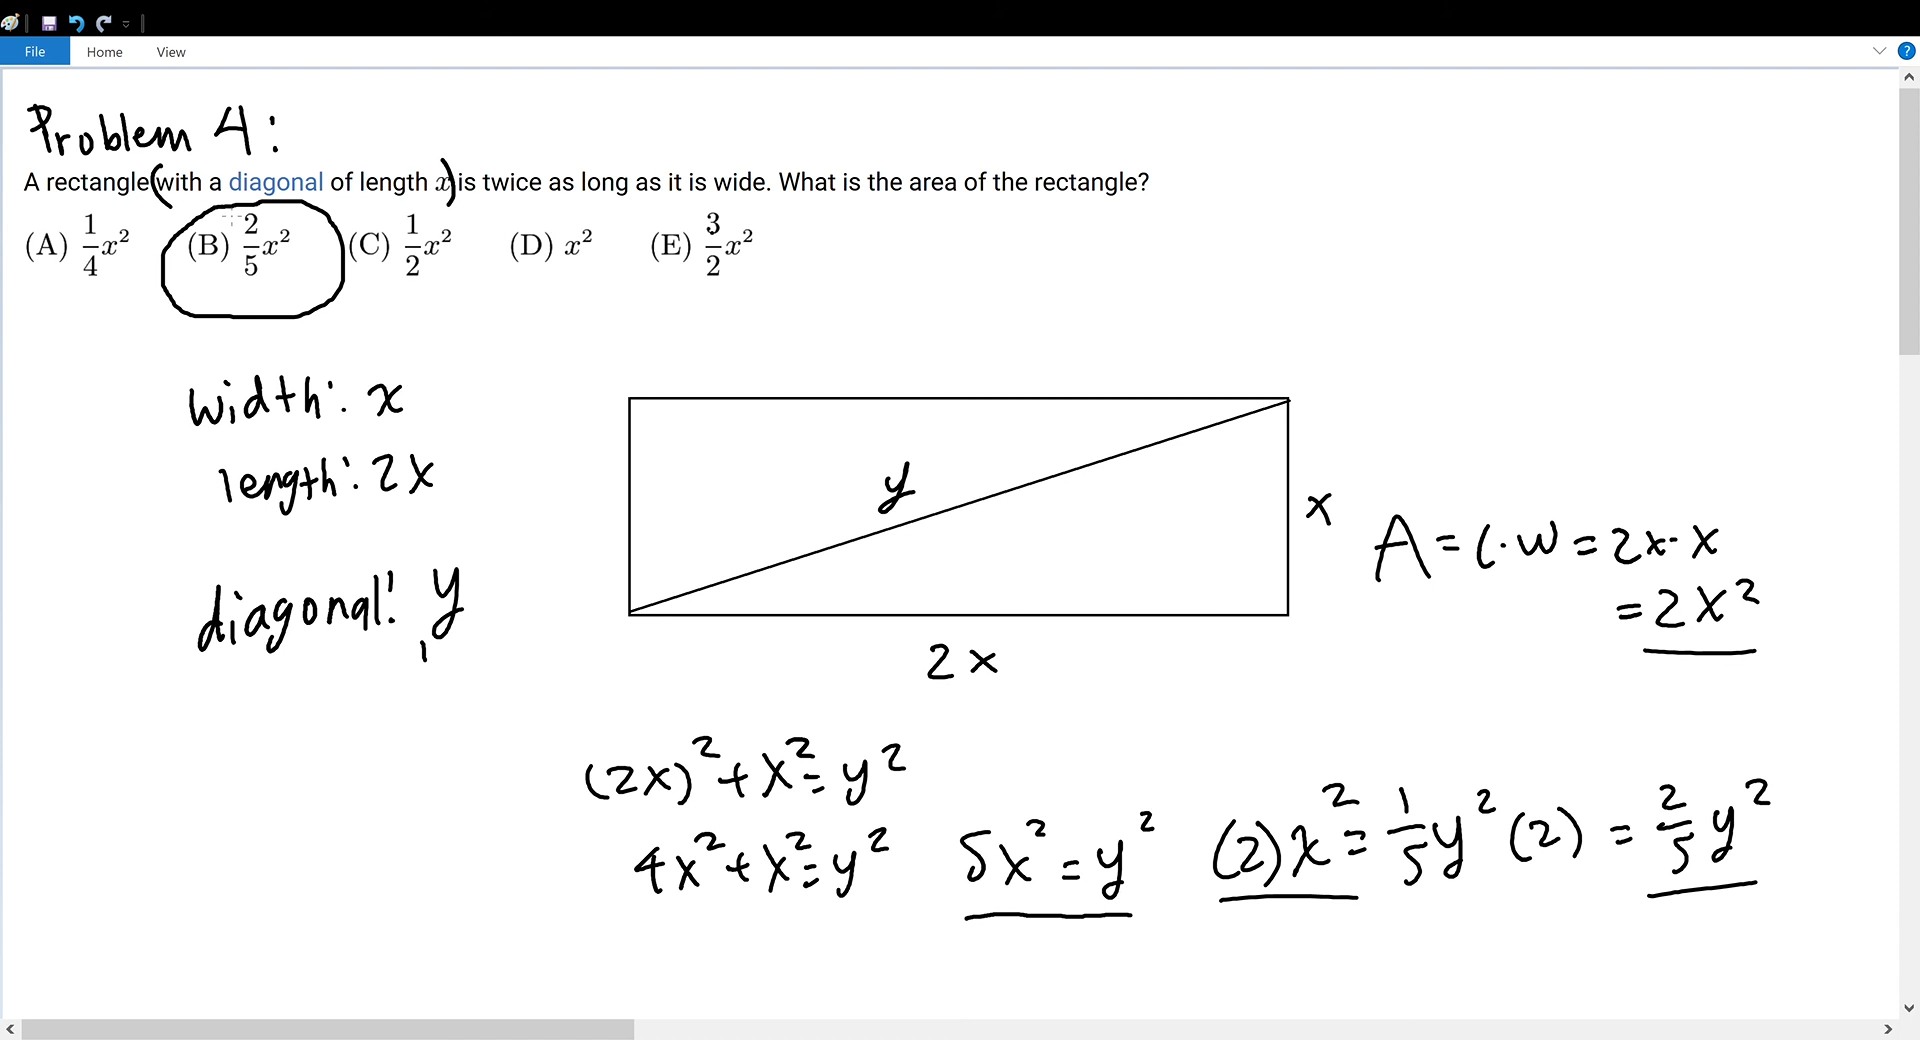 File Home View
Problem 4:
A rectangle (with a diagonal of length x) is twice as long as it is wide. What is the area of the rectangle?
(A) 1/4 x² (B) 2/5 x² (C) 1/2 x² (D) x² (E) 3/2 x²
width: x
length: 2x
diagonal: y
y
x
2x
A = l·w = 2x·x
= 2x²
(2x)² + x² = y²
4x² + x² = y² 5x² = y² (2)x² = 1/5 y² (2) = 2/5 y²